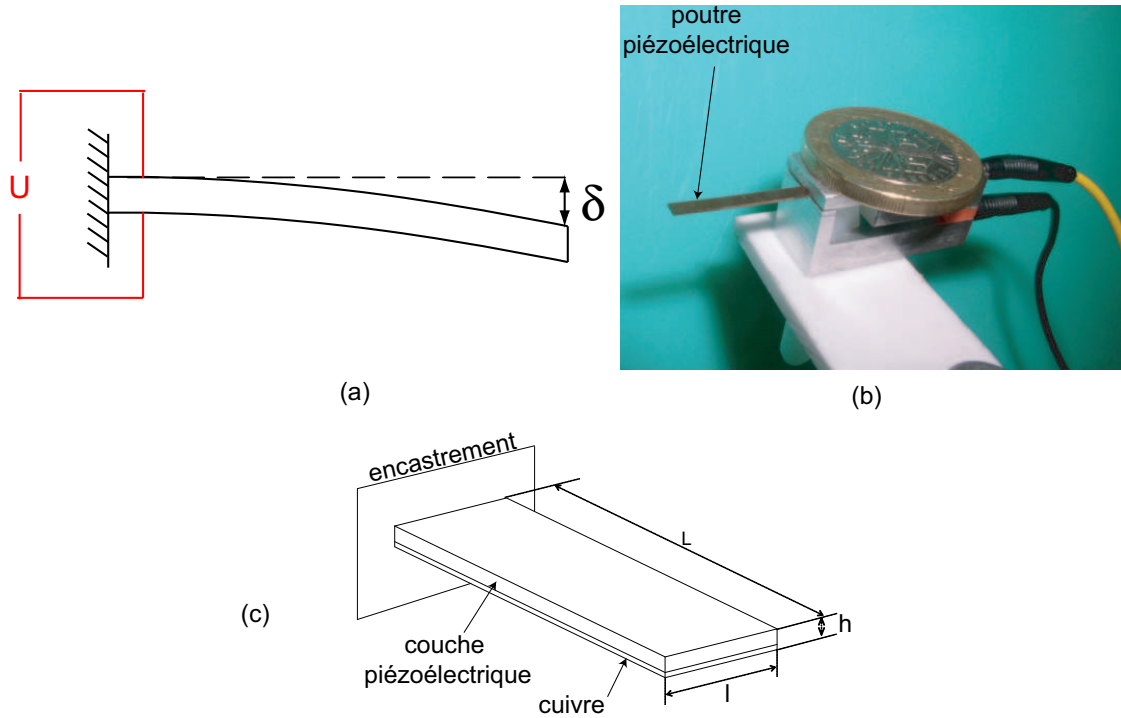 poutre
piézoélectrique
U
δ
(a)
(b)
encastrement
L
h
(c)
couche
piézoélectrique
cuivre
l